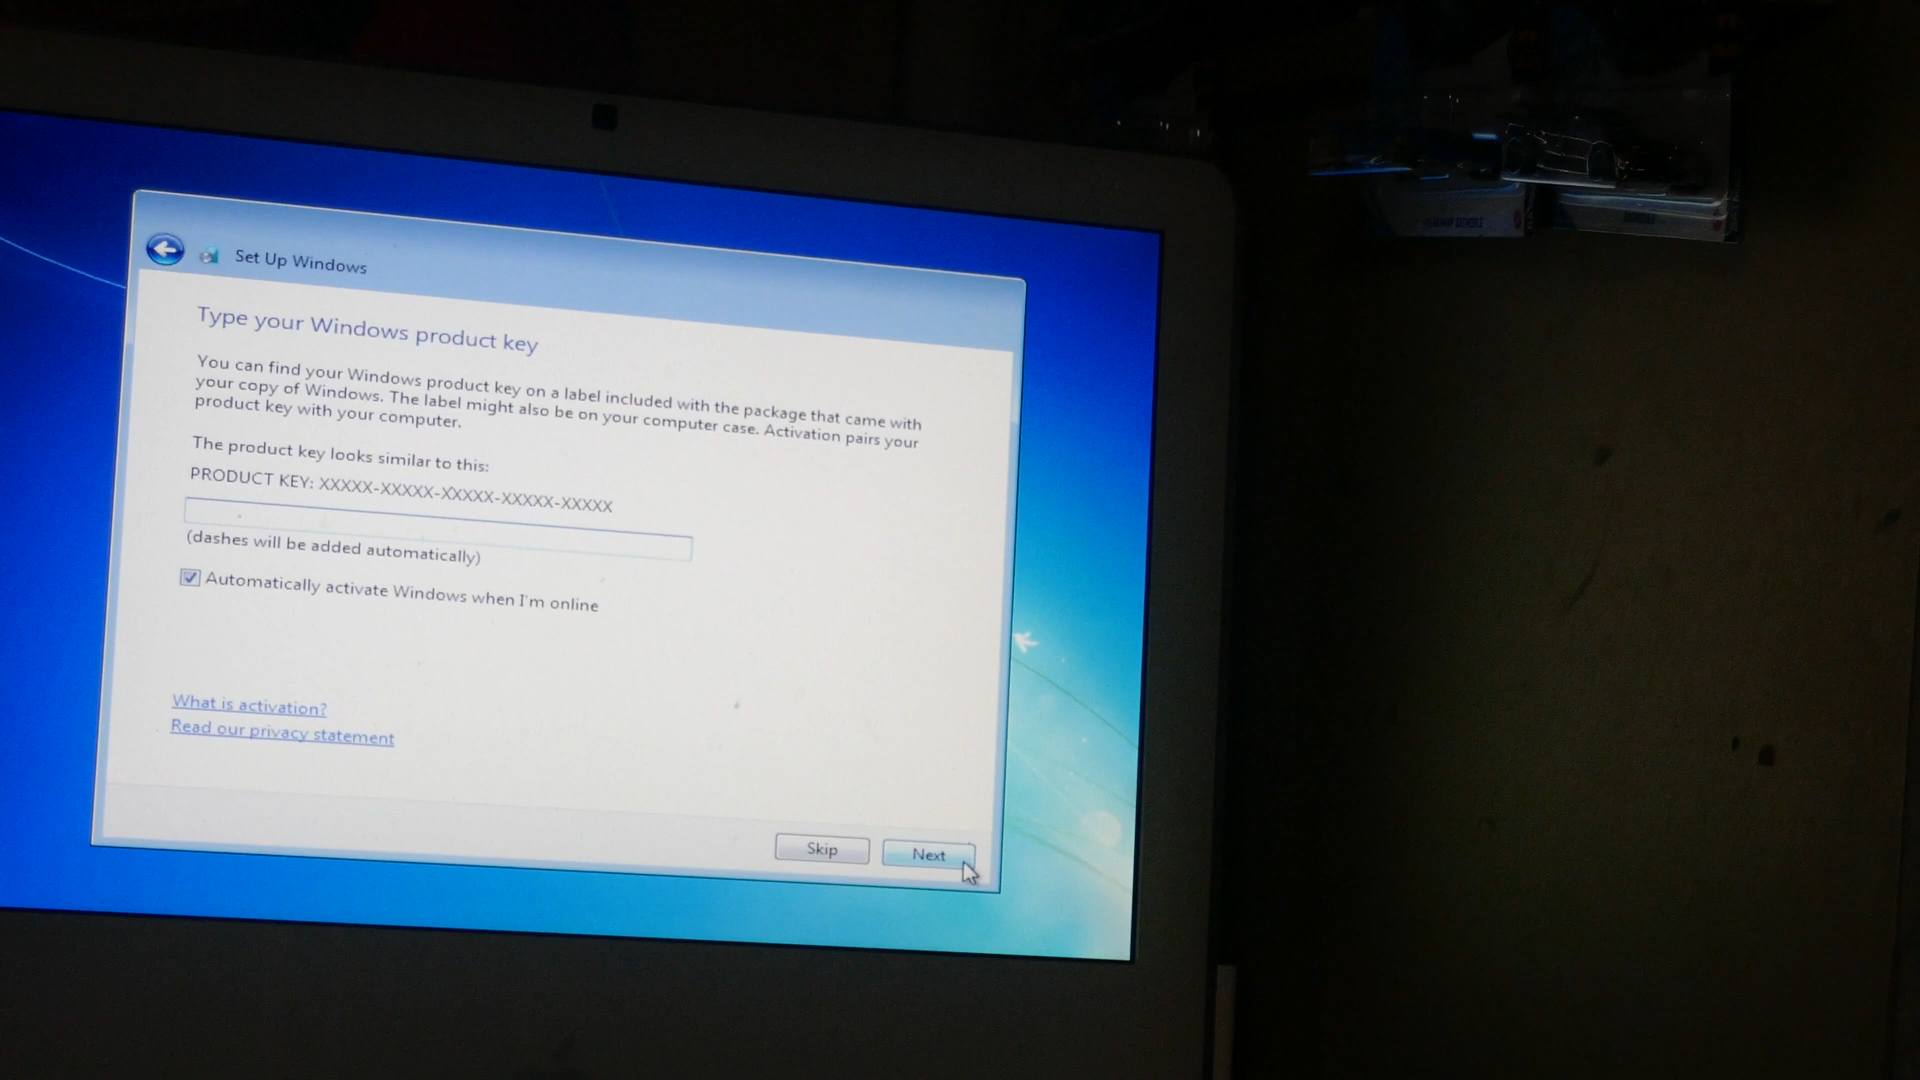 Set Up Windows
Type your Windows product key
You can find your Windows product key on a label included with the package that came with
your copy of Windows. The label might also be on your computer case. Activation pairs your
product key with your computer.
The product key looks similar to this:
PRODUCT KEY: XXXXX-XXXXX-XXXXX-XXXXX-XXXXX
(dashes will be added automatically)
Automatically activate Windows when I'm online
What is activation?
Read our privacy statement
Skip
Next